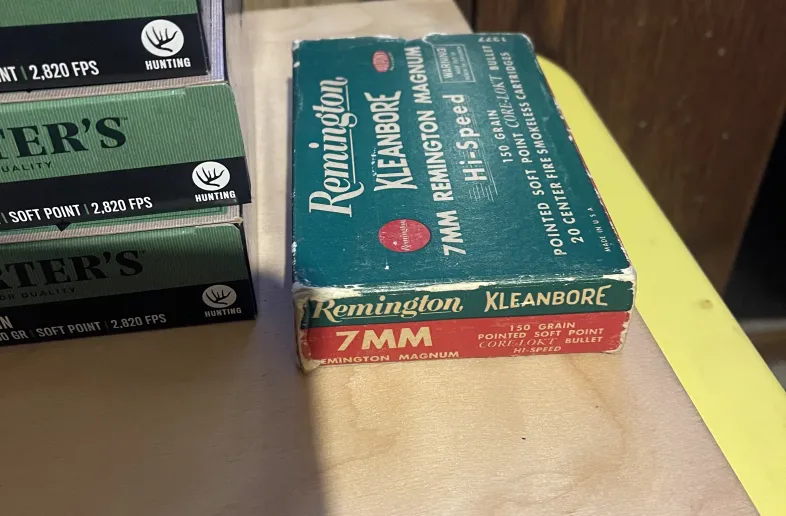 NT | 2,820 FPS
HUNTING
TER'S
QUALITY
SOFT POINT | 2,820 FPS
HUNTING
TER'S
OR QUALITY
GR | SOFT POINT | 2,820 FPS
HUNTING
Remington
KLEANBORE
7MM REMINGTON MAGNUM
Hi-Speed
150 GRAIN
POINTED SOFT POINT CORE-LOKT BULLET
20 CENTER FIRE SMOKELESS CARTRIDGES
WARNING
Remington
MADE IN U.S.A.
Remington KLEANBORE
7MM
EMINGTON MAGNUM
150 GRAIN
POINTED SOFT POINT
CORE-LOKT BULLET
HI-SPEED